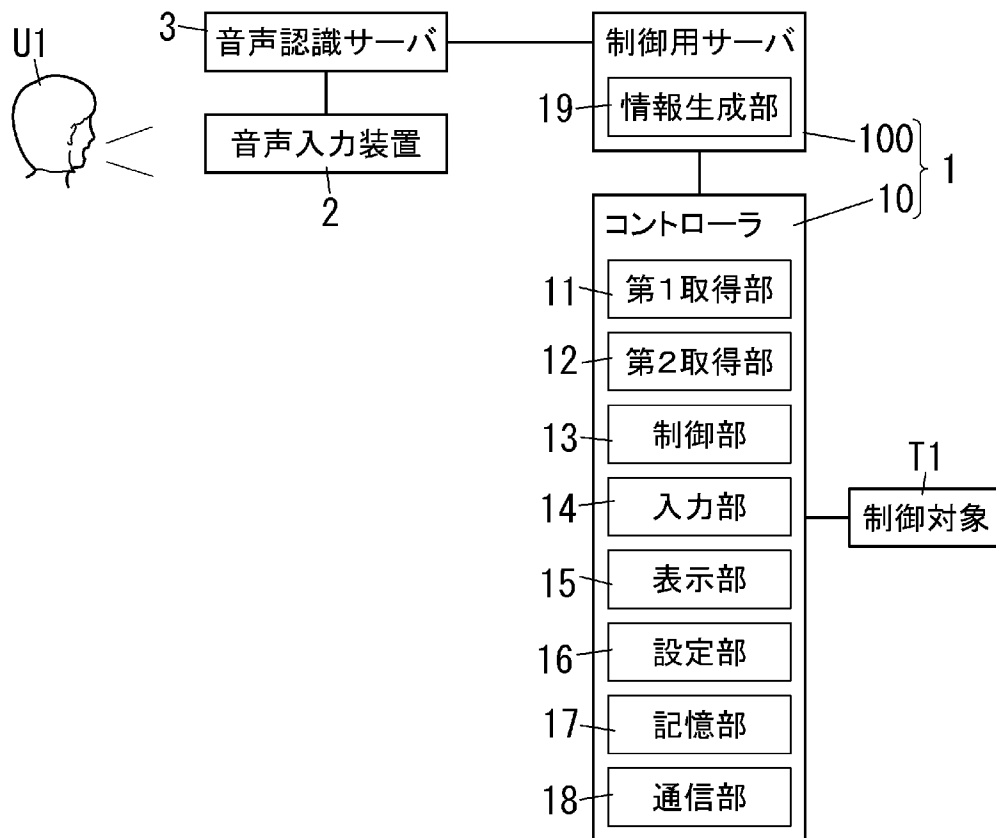 U1
3
音声認識サーバ
音声入力装置
2
制御用サーバ
19
情報生成部
100
10
1
コントローラ
11
第1取得部
12
第2取得部
13
制御部
14
入力部
15
表示部
16
設定部
17
記憶部
18
通信部
T1
制御対象